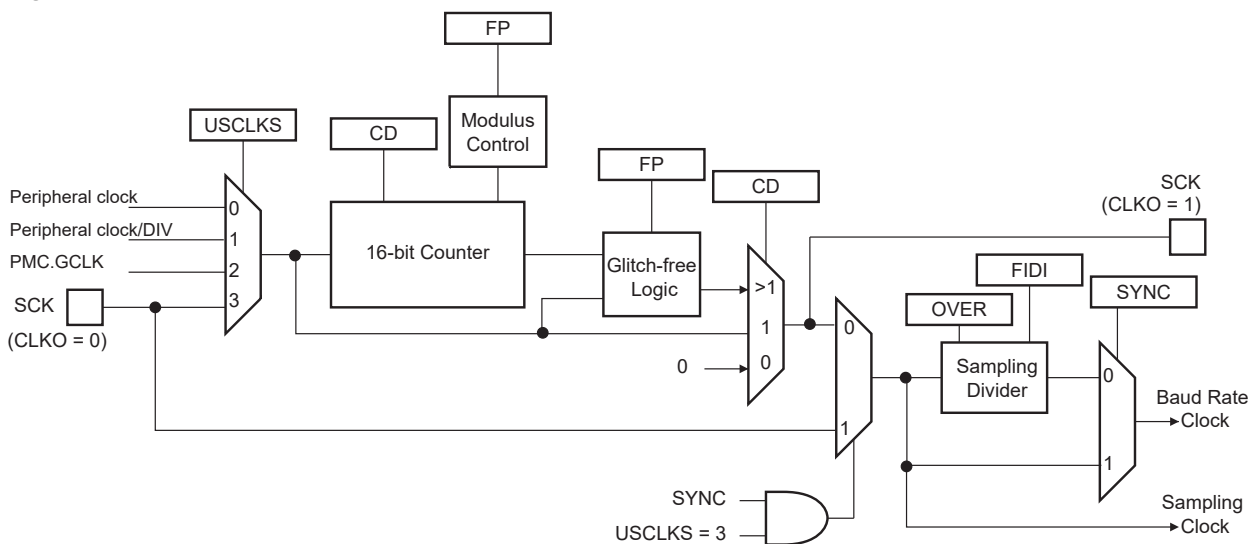 FP
USCLKS
CD
Modulus
Control
FP
CD
SCK
(CLKO = 1)
Peripheral clock
0
Peripheral clock/DIV
1
PMC.GCLK
2
SCK
3
(CLKO = 0)
16-bit Counter
Glitch-free
Logic
>1
1
0
0
0
1
FIDI
OVER
SYNC
Sampling
Divider
0
1
Baud Rate
Clock
SYNC
USCLKS = 3
Sampling
Clock